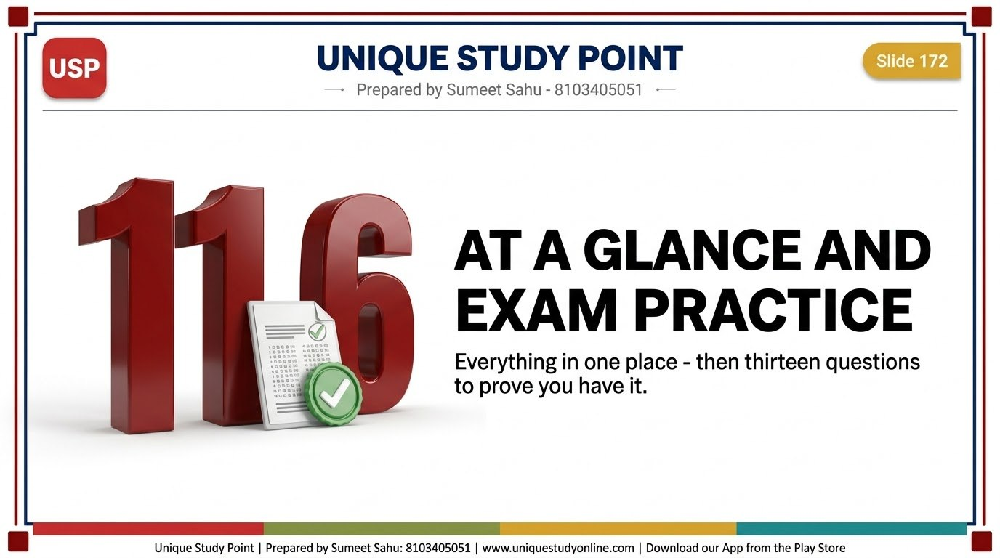 USP
UNIQUE STUDY POINT
Prepared by Sumeet Sahu - 8103405051
Slide 172
116
AT A GLANCE AND
EXAM PRACTICE
Everything in one place - then thirteen questions
to prove you have it.
Unique Study Point | Prepared by Sumeet Sahu: 8103405051 | www.uniquestudyonline.com | Download our App from the Play Store